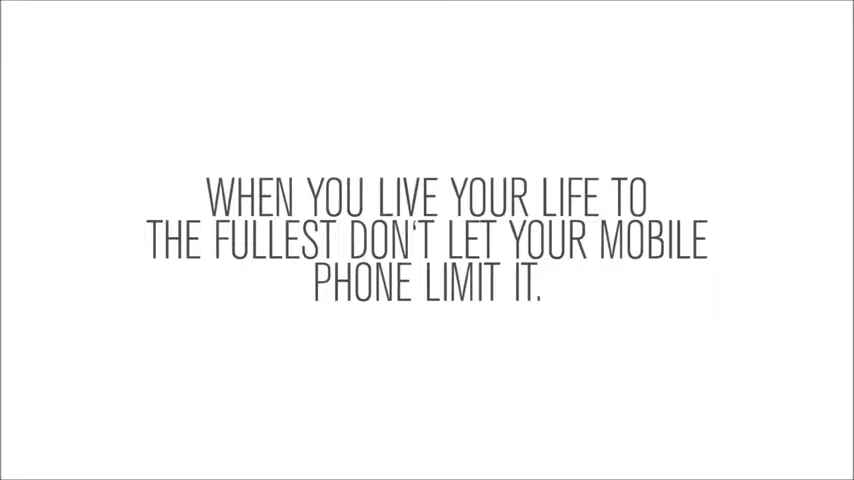 WHEN YOU LIVE YOUR LIFE TO
THE FULLEST DON‘T LET YOUR MOBILE
PHONE LIMIT IT.